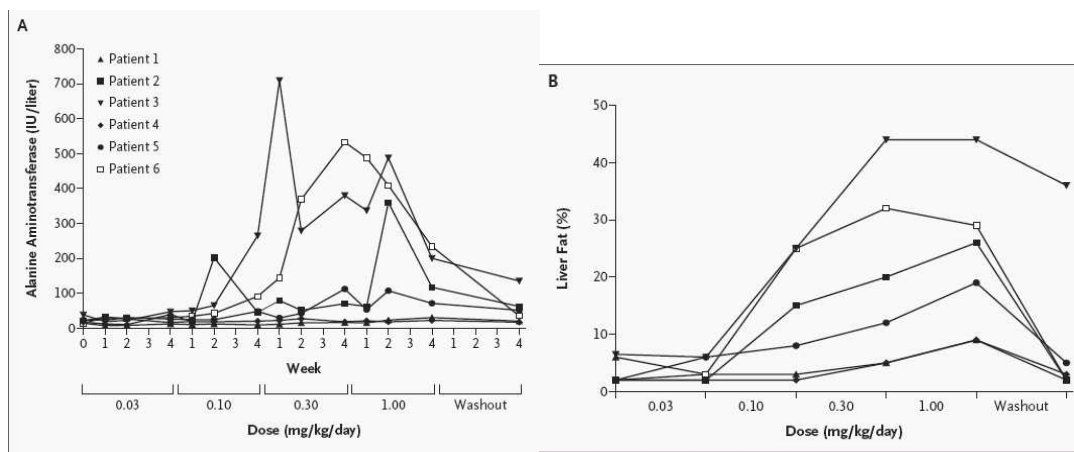 A
800
700
600
500
400
300
200
100
0
Alanine Aminotransferase (IU/liter)
Patient 1
Patient 2
Patient 3
Patient 4
Patient 5
Patient 6
0 1 2 3 4 1 2 3 4 1 2 3 4 1 2 3 4 1 2 3 4
Week
0.03 0.10 0.30 1.00 Washout
Dose (mg/kg/day)
B
50
40
30
20
10
0
Liver Fat (%)
0.03 0.10 0.30 1.00 Washout
Dose (mg/kg/day)